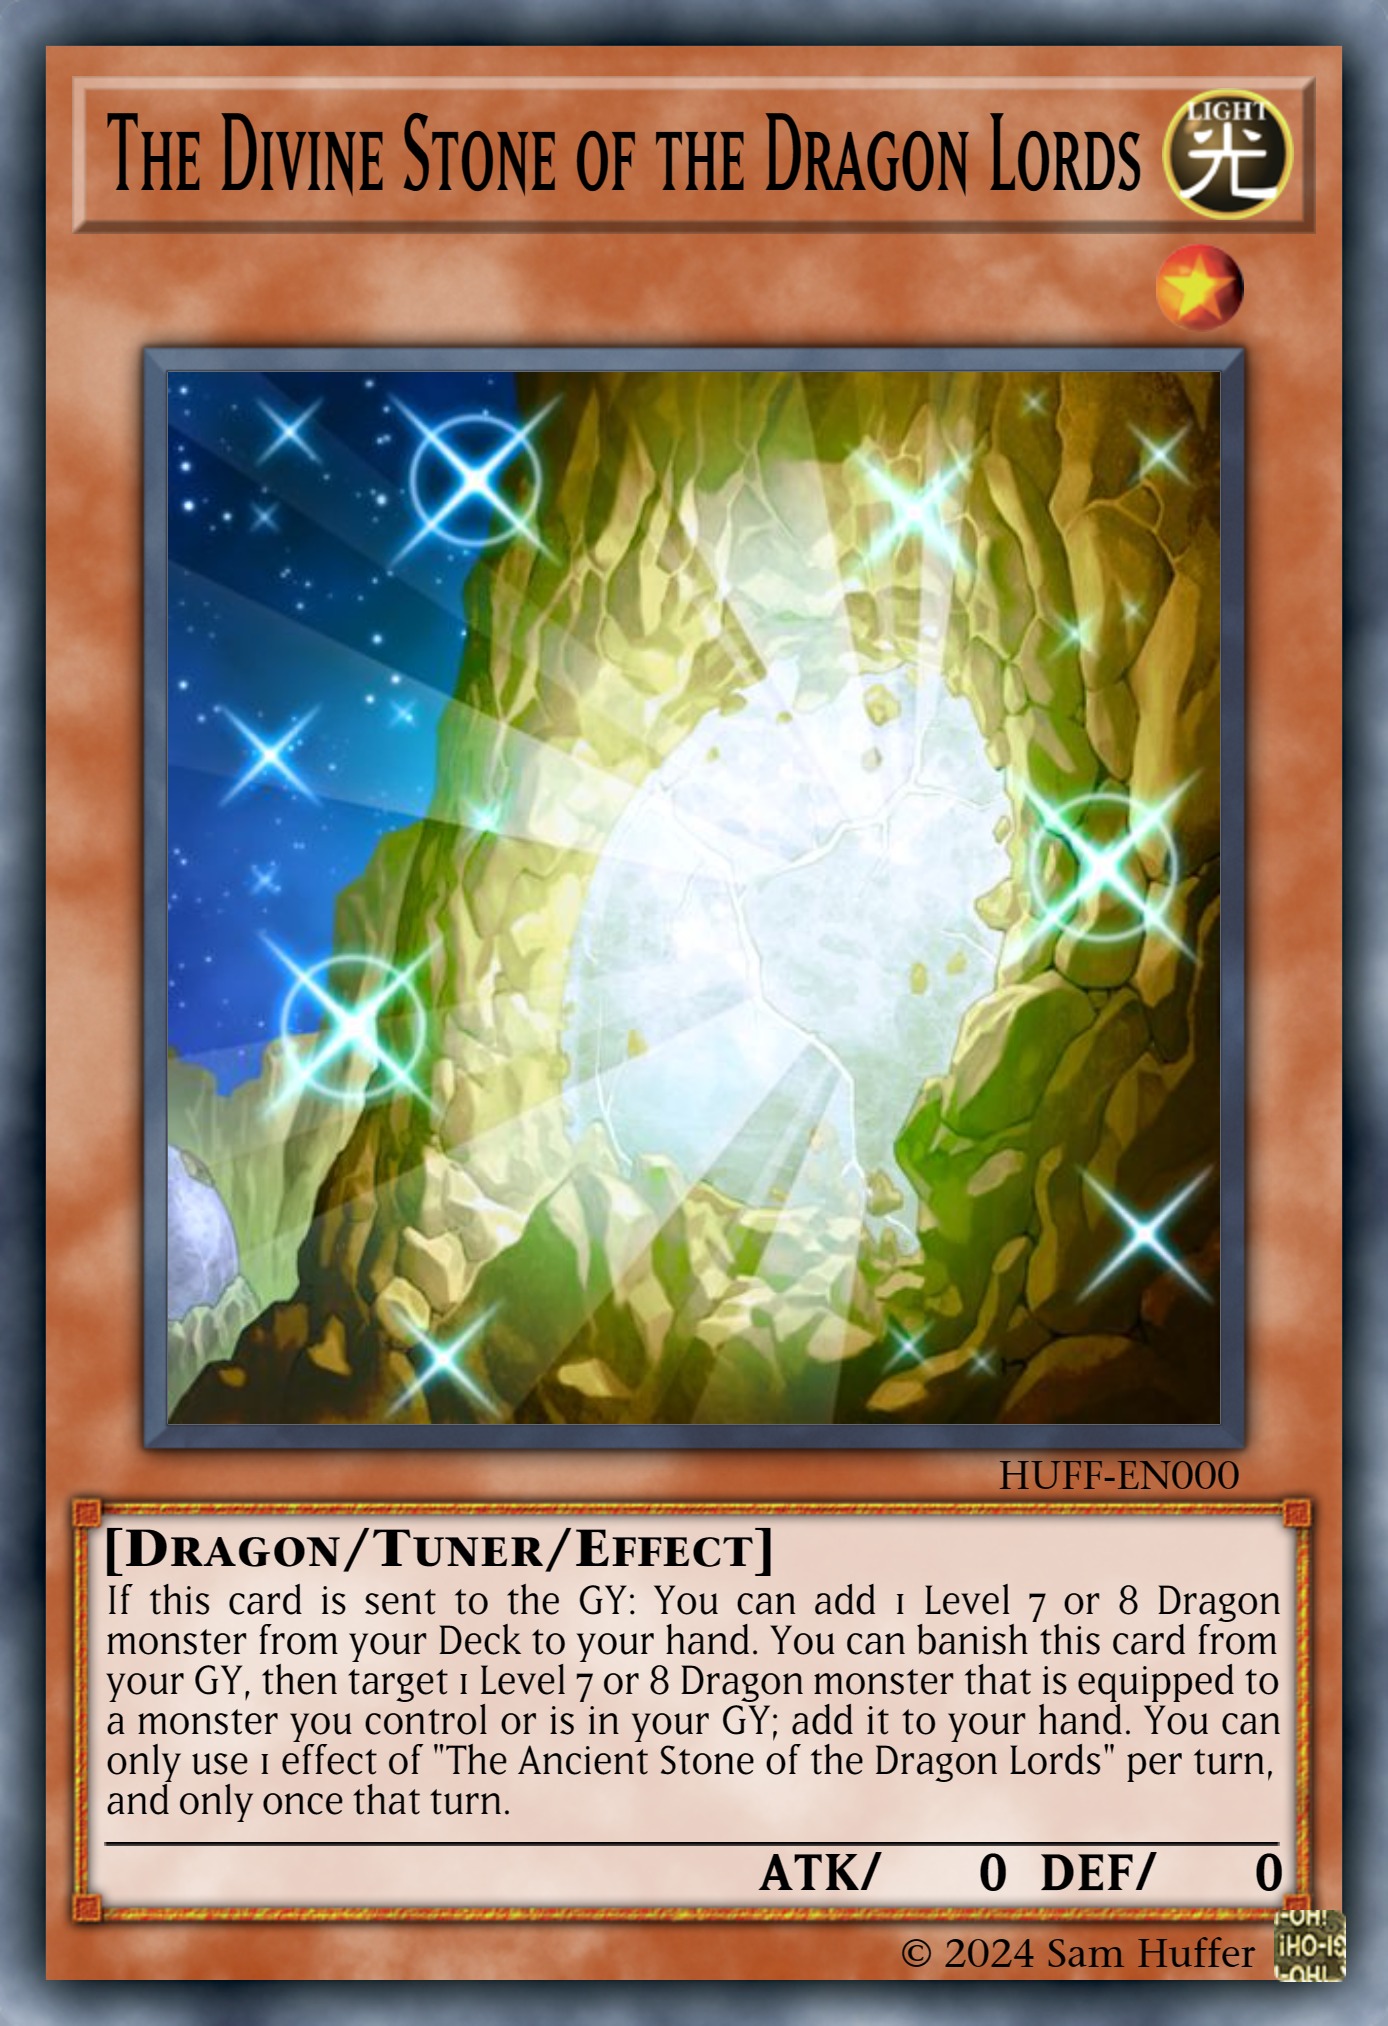 THE DIVINE STONE OF THE DRAGON LORDS
LIGHT
光
HUFF-EN000
[DRAGON/TUNER/EFFECT]
If this card is sent to the GY: You can add 1 Level 7 or 8 Dragon
monster from your Deck to your hand. You can banish this card from
your GY, then target 1 Level 7 or 8 Dragon monster that is equipped to
a monster you control or is in your GY; add it to your hand. You can
only use 1 effect of "The Ancient Stone of the Dragon Lords" per turn,
and only once that turn.
ATK/ 0 DEF/ 0
© 2024 Sam Huffer